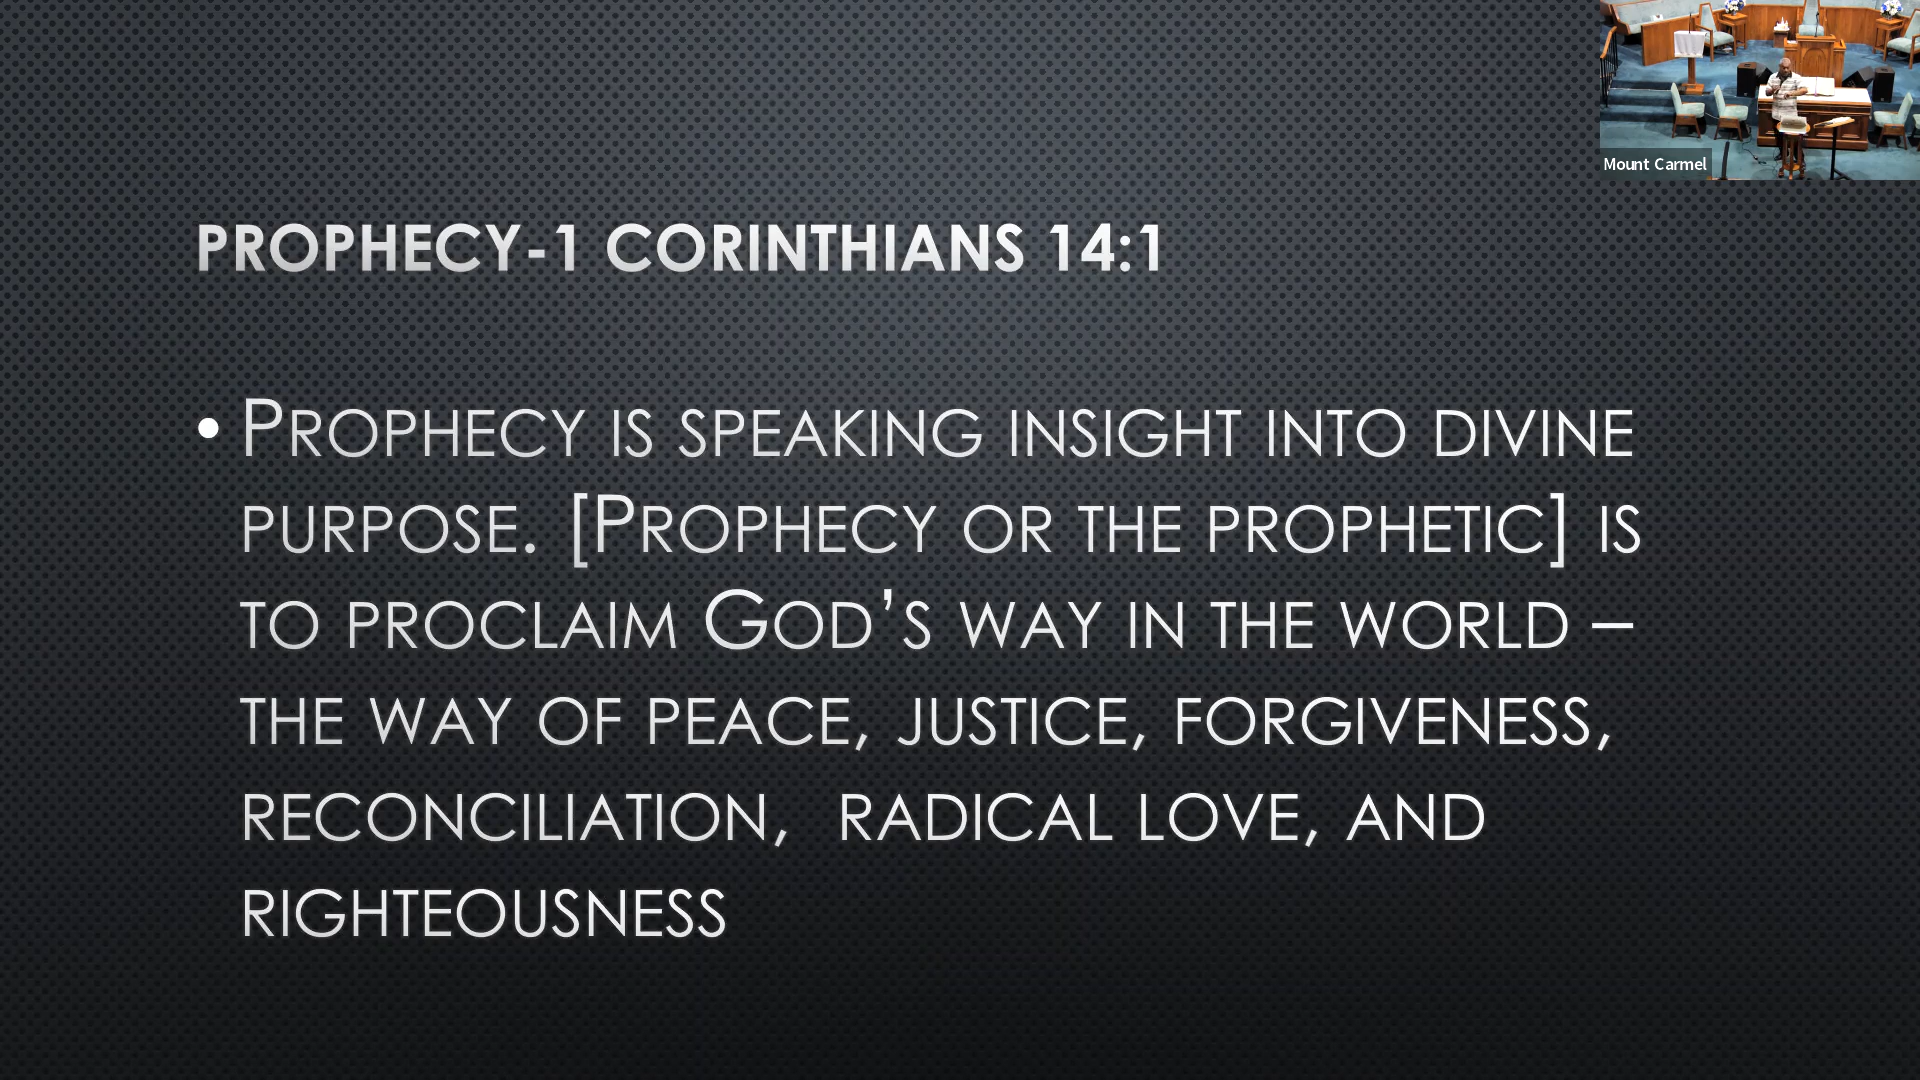 Mount Carmel
PROPHECY-1 CORINTHIANS 14:1
• PROPHECY IS SPEAKING INSIGHT INTO DIVINE
PURPOSE. [PROPHECY OR THE PROPHETIC] IS
TO PROCLAIM GOD’S WAY IN THE WORLD –
THE WAY OF PEACE, JUSTICE, FORGIVENESS,
RECONCILIATION,  RADICAL LOVE, AND
RIGHTEOUSNESS